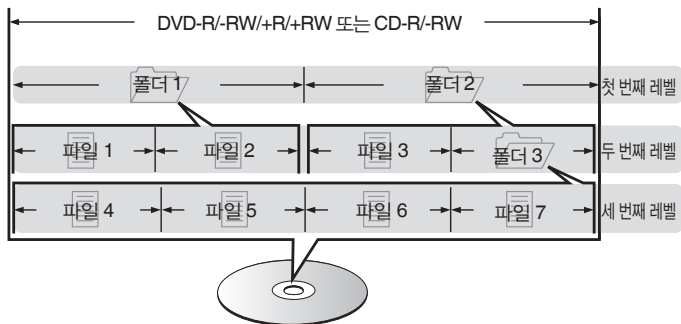 DVD-R/-RW/+R/+RW 또는 CD-R/-RW
폴더 1 폴더 2 첫 번째 레벨
파일 1 파일 2 파일 3 폴더 3 두 번째 레벨
파일 4 파일 5 파일 6 파일 7 세 번째 레벨